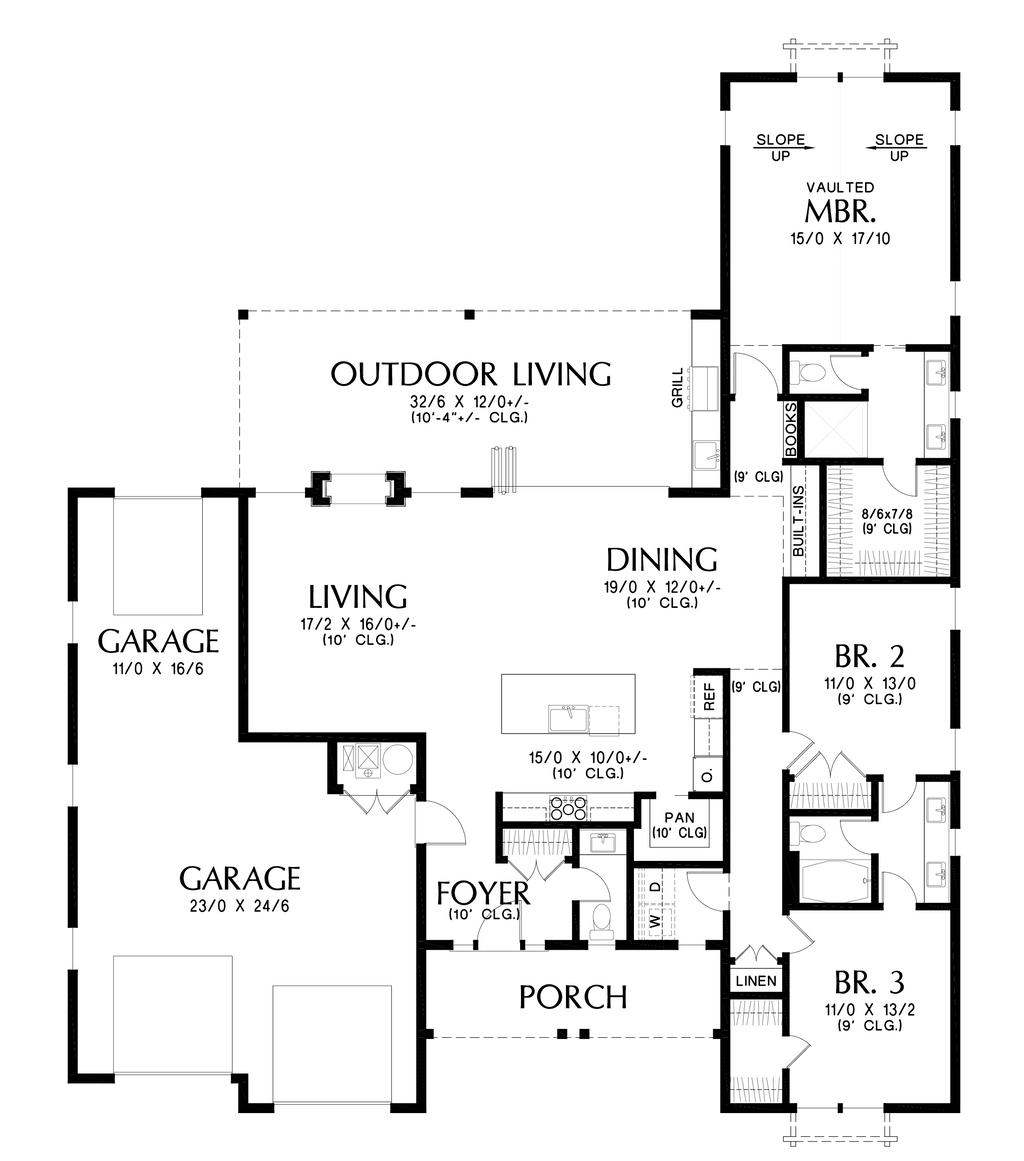 SLOPE
UP
SLOPE
UP
VAULTED
MBR.
15/0 X 17/10
OUTDOOR LIVING
32/6 X 12/0+/-
(10'-4"+/- CLG.)
GRILL
BOOKS
(9' CLG)
BUILT-INS
8/6x7/8
(9' CLG)
DINING
19/0 X 12/0+/-
(10' CLG.)
LIVING
17/2 X 16/0+/-
(10' CLG.)
GARAGE
11/0 X 16/6
BR. 2
11/0 X 13/0
(9' CLG.)
(9' CLG)
REF
15/0 X 10/0+/-
(10' CLG.)
O.
PAN
(10' CLG)
GARAGE
23/0 X 24/6
FOYER
(10' CLG.)
W D
LINEN
PORCH
BR. 3
11/0 X 13/2
(9' CLG.)